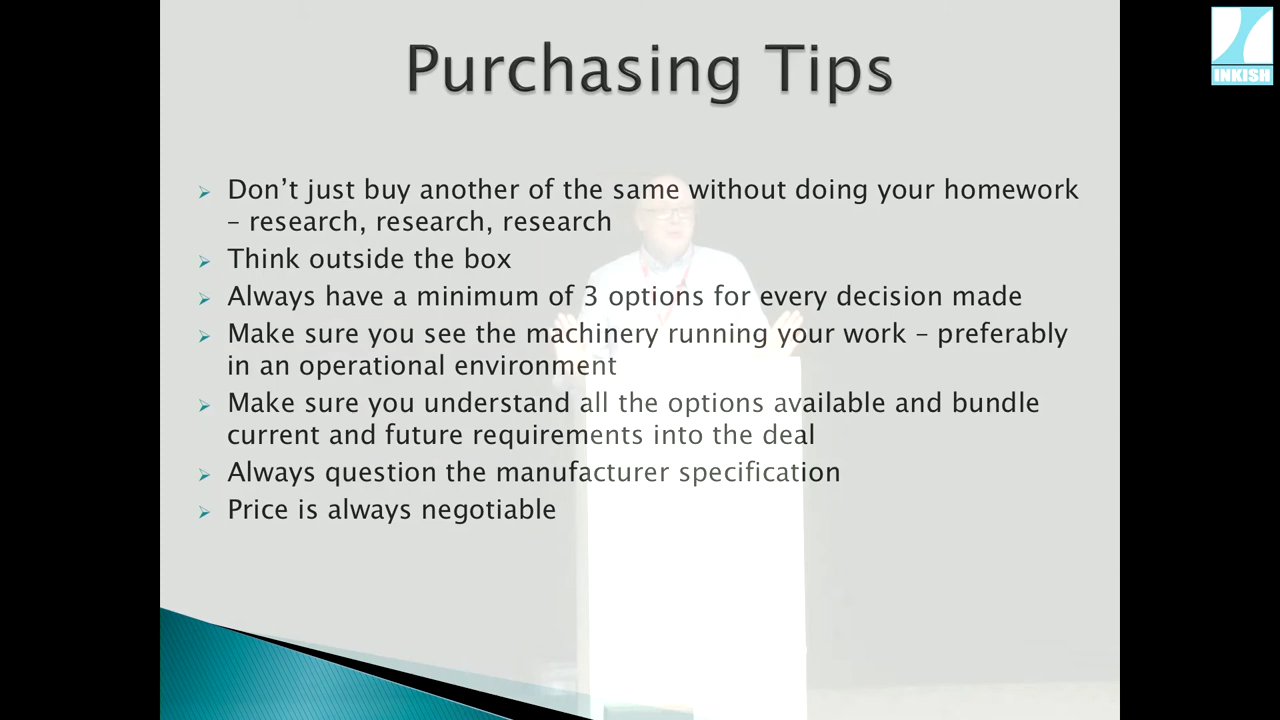 Purchasing Tips
INKISH
Don't just buy another of the same without doing your homework
– research, research, research
Think outside the box
Always have a minimum of 3 options for every decision made
Make sure you see the machinery running your work – preferably
in an operational environment
Make sure you understand all the options available and bundle
current and future requirements into the deal
Always question the manufacturer specification
Price is always negotiable